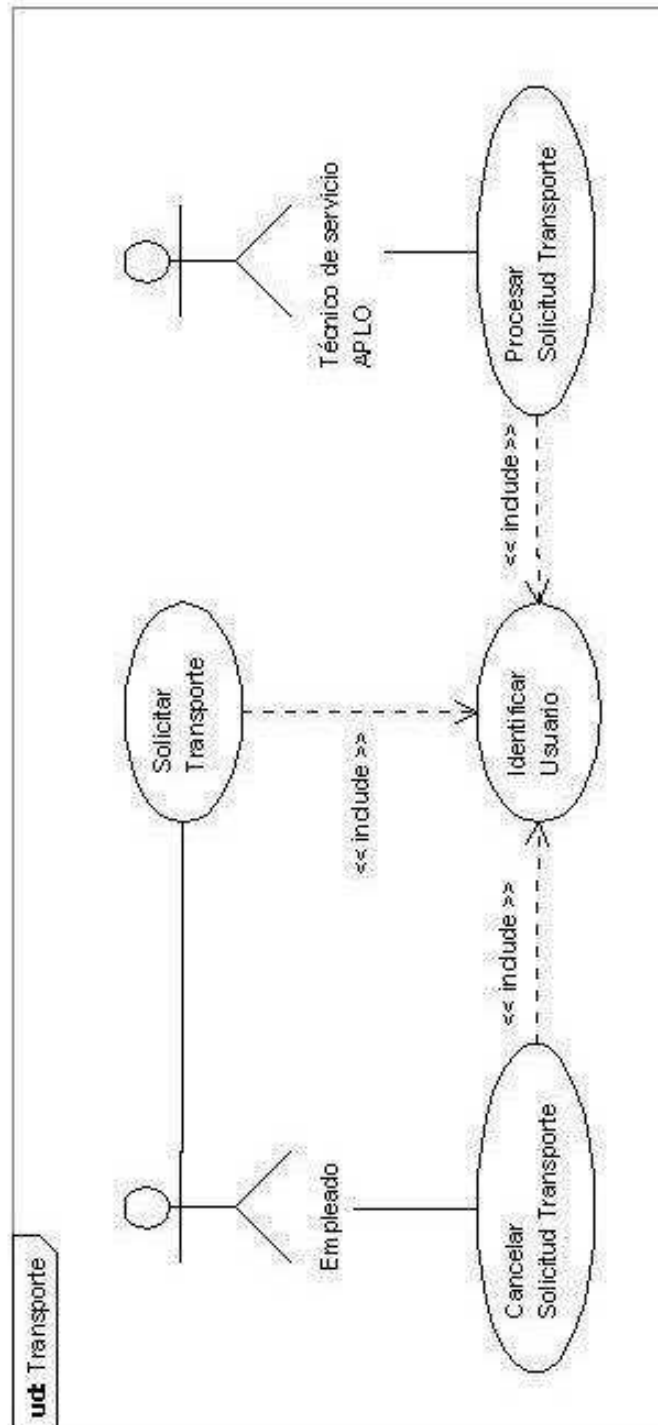 ud: Transporte
Empleado
Solicitar
Transporte
Técnico de servicio
APLO
<< include >>
Cancelar
Solicitud Transporte
<< include >>
Identificar
Usuario
<< include >>
Procesar
Solicitud Transporte